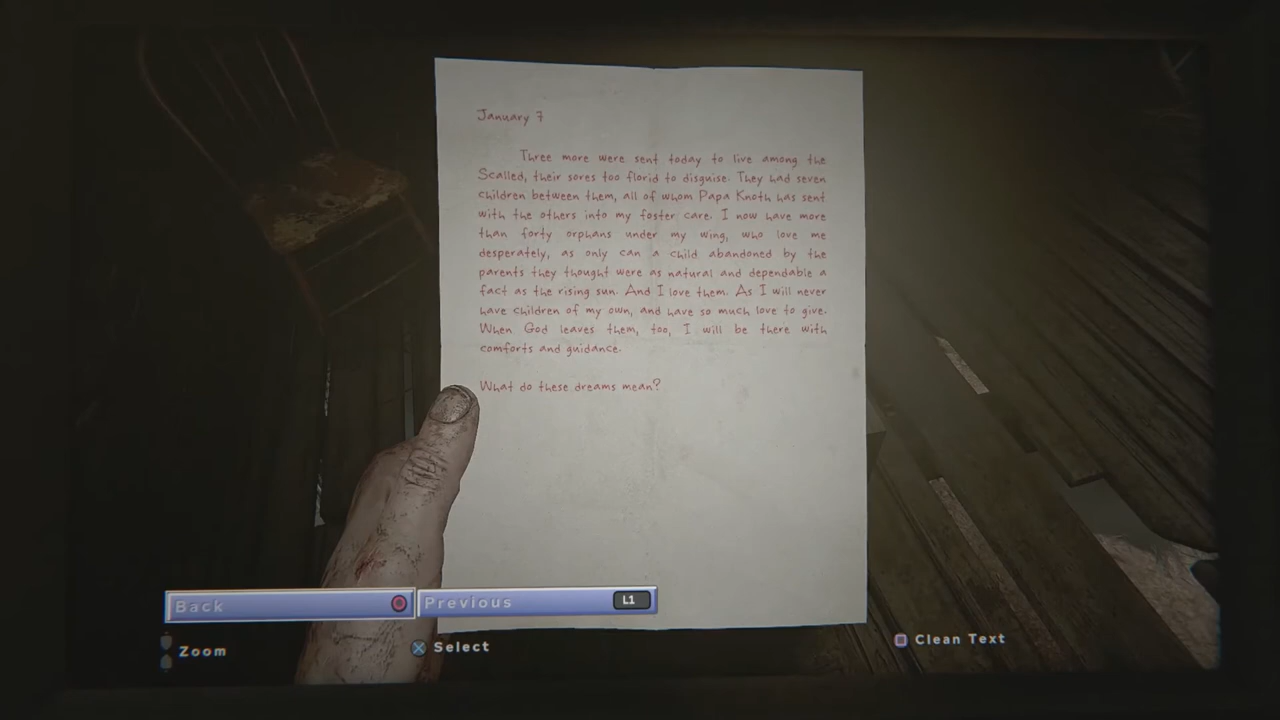 January 7
Three more were sent today to live among the
Scalled, their sores too florid to disguise. They had seven
children between them, all of whom Papa Knoth has sent
with the others into my foster care. I now have more
than forty orphans under my wing, who love me
desperately, as only can a child abandoned by the
parents they thought were as natural and dependable a
fact as the rising sun. And I love them. As I will never
have children of my own, and have so much love to give.
When God leaves them, too, I will be there with
comforts and guidance.
What do these dreams mean?
Back
Previous L1
Zoom
Select
Clean Text